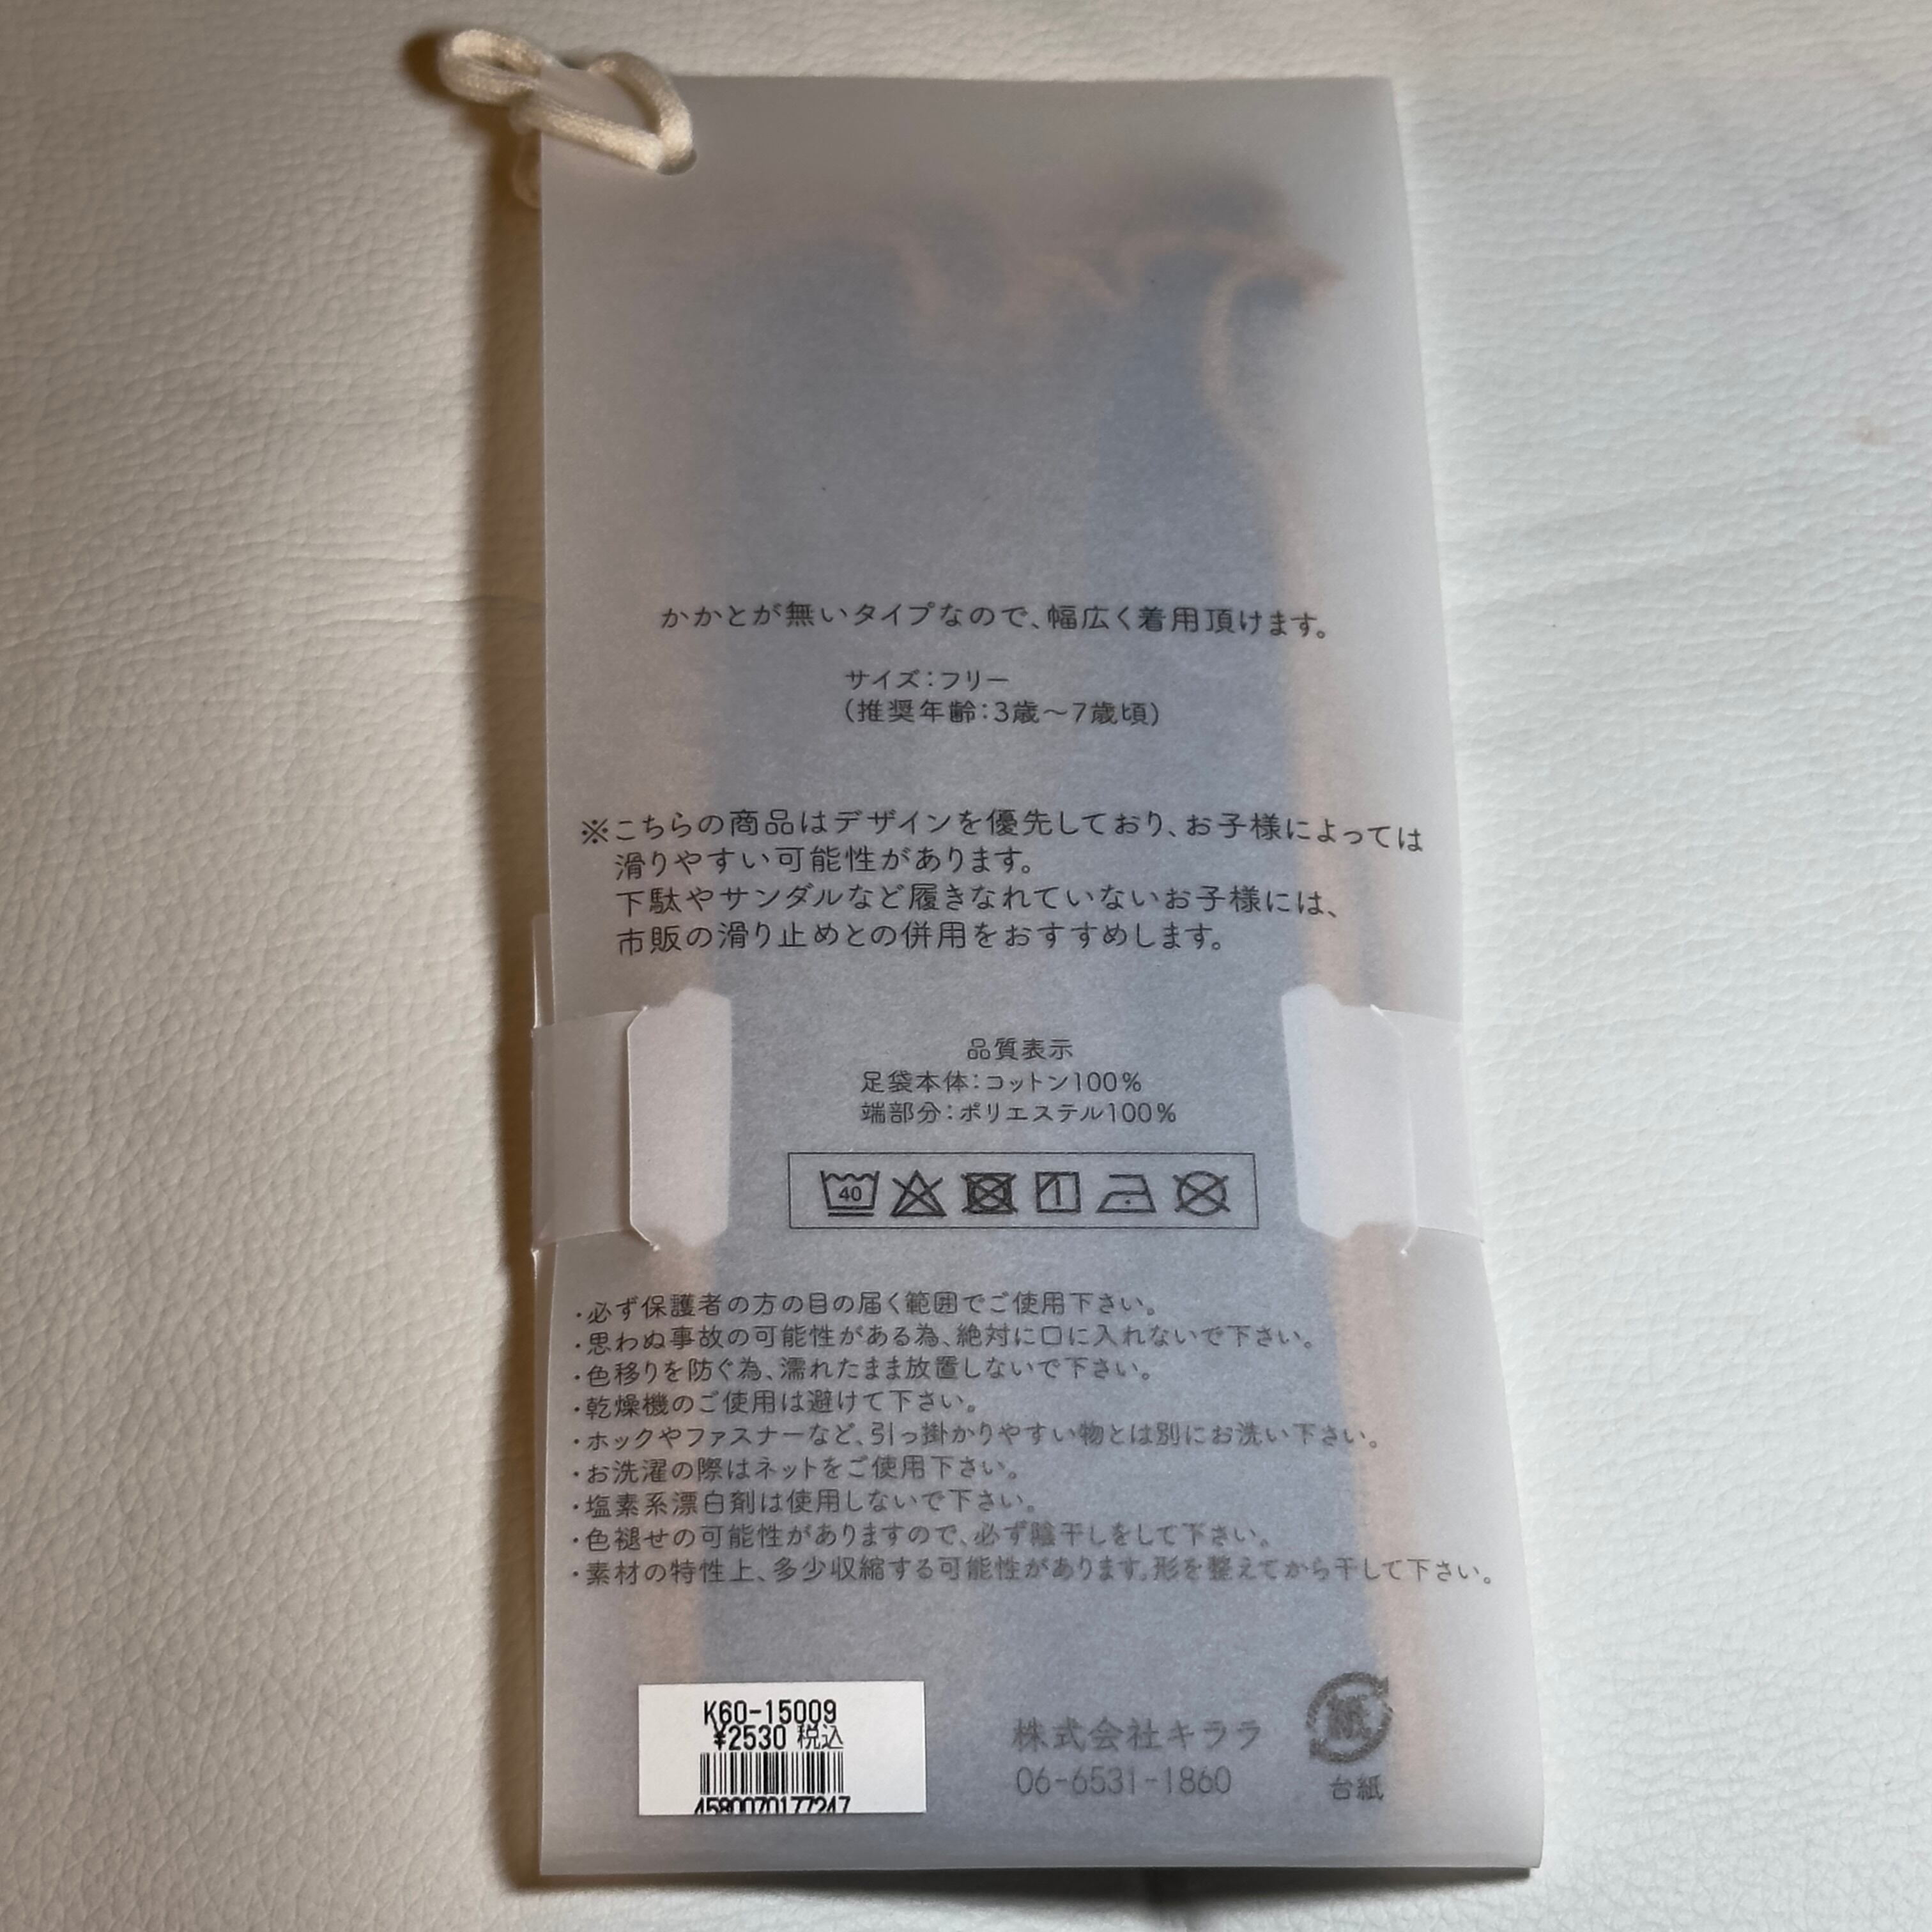 かかとが無いタイプなので、幅広く着用頂けます。
サイズ：フリー
（推奨年齢：3歳～7歳頃）
※こちらの商品はデザインを優先しており、お子様によっては
滑りやすい可能性があります。
下駄やサンダルなど履きなれていないお子様には、
市販の滑り止めとの併用をおすすめします。
品質表示
足袋本体：コットン100%
端部分：ポリエステル100%
40
・必ず保護者の方の目の届く範囲でご使用下さい。
・思わぬ事故の可能性がある為、絶対に口に入れないで下さい。
・色移りを防ぐ為、濡れたまま放置しないで下さい。
・乾燥機のご使用は避けて下さい。
・ホックやファスナーなど、引っ掛かりやすい物とは別にお洗い下さい。
・お洗濯の際はネットをご使用下さい。
・塩素系漂白剤は使用しないで下さい。
・色褪せの可能性がありますので、必ず陰干しをして下さい。
・素材の特性上、多少収縮する可能性があります。形を整えてから干して下さい。
K60-15009
¥2530 税込
4580070177247
株式会社キララ
06-6531-1860
紙
台紙